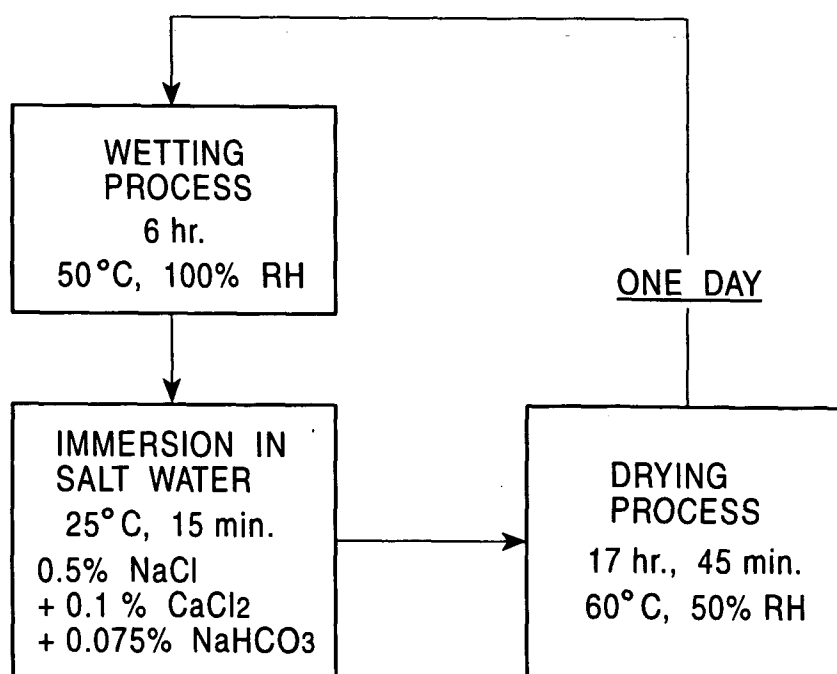 WETTING
PROCESS
6 hr.
50°C, 100% RH
IMMERSION IN
SALT WATER
25°C, 15 min.
0.5% NaCl
+ 0.1 % CaCl2
+ 0.075% NaHCO3
DRYING
PROCESS
17 hr., 45 min.
60°C, 50% RH
ONE DAY